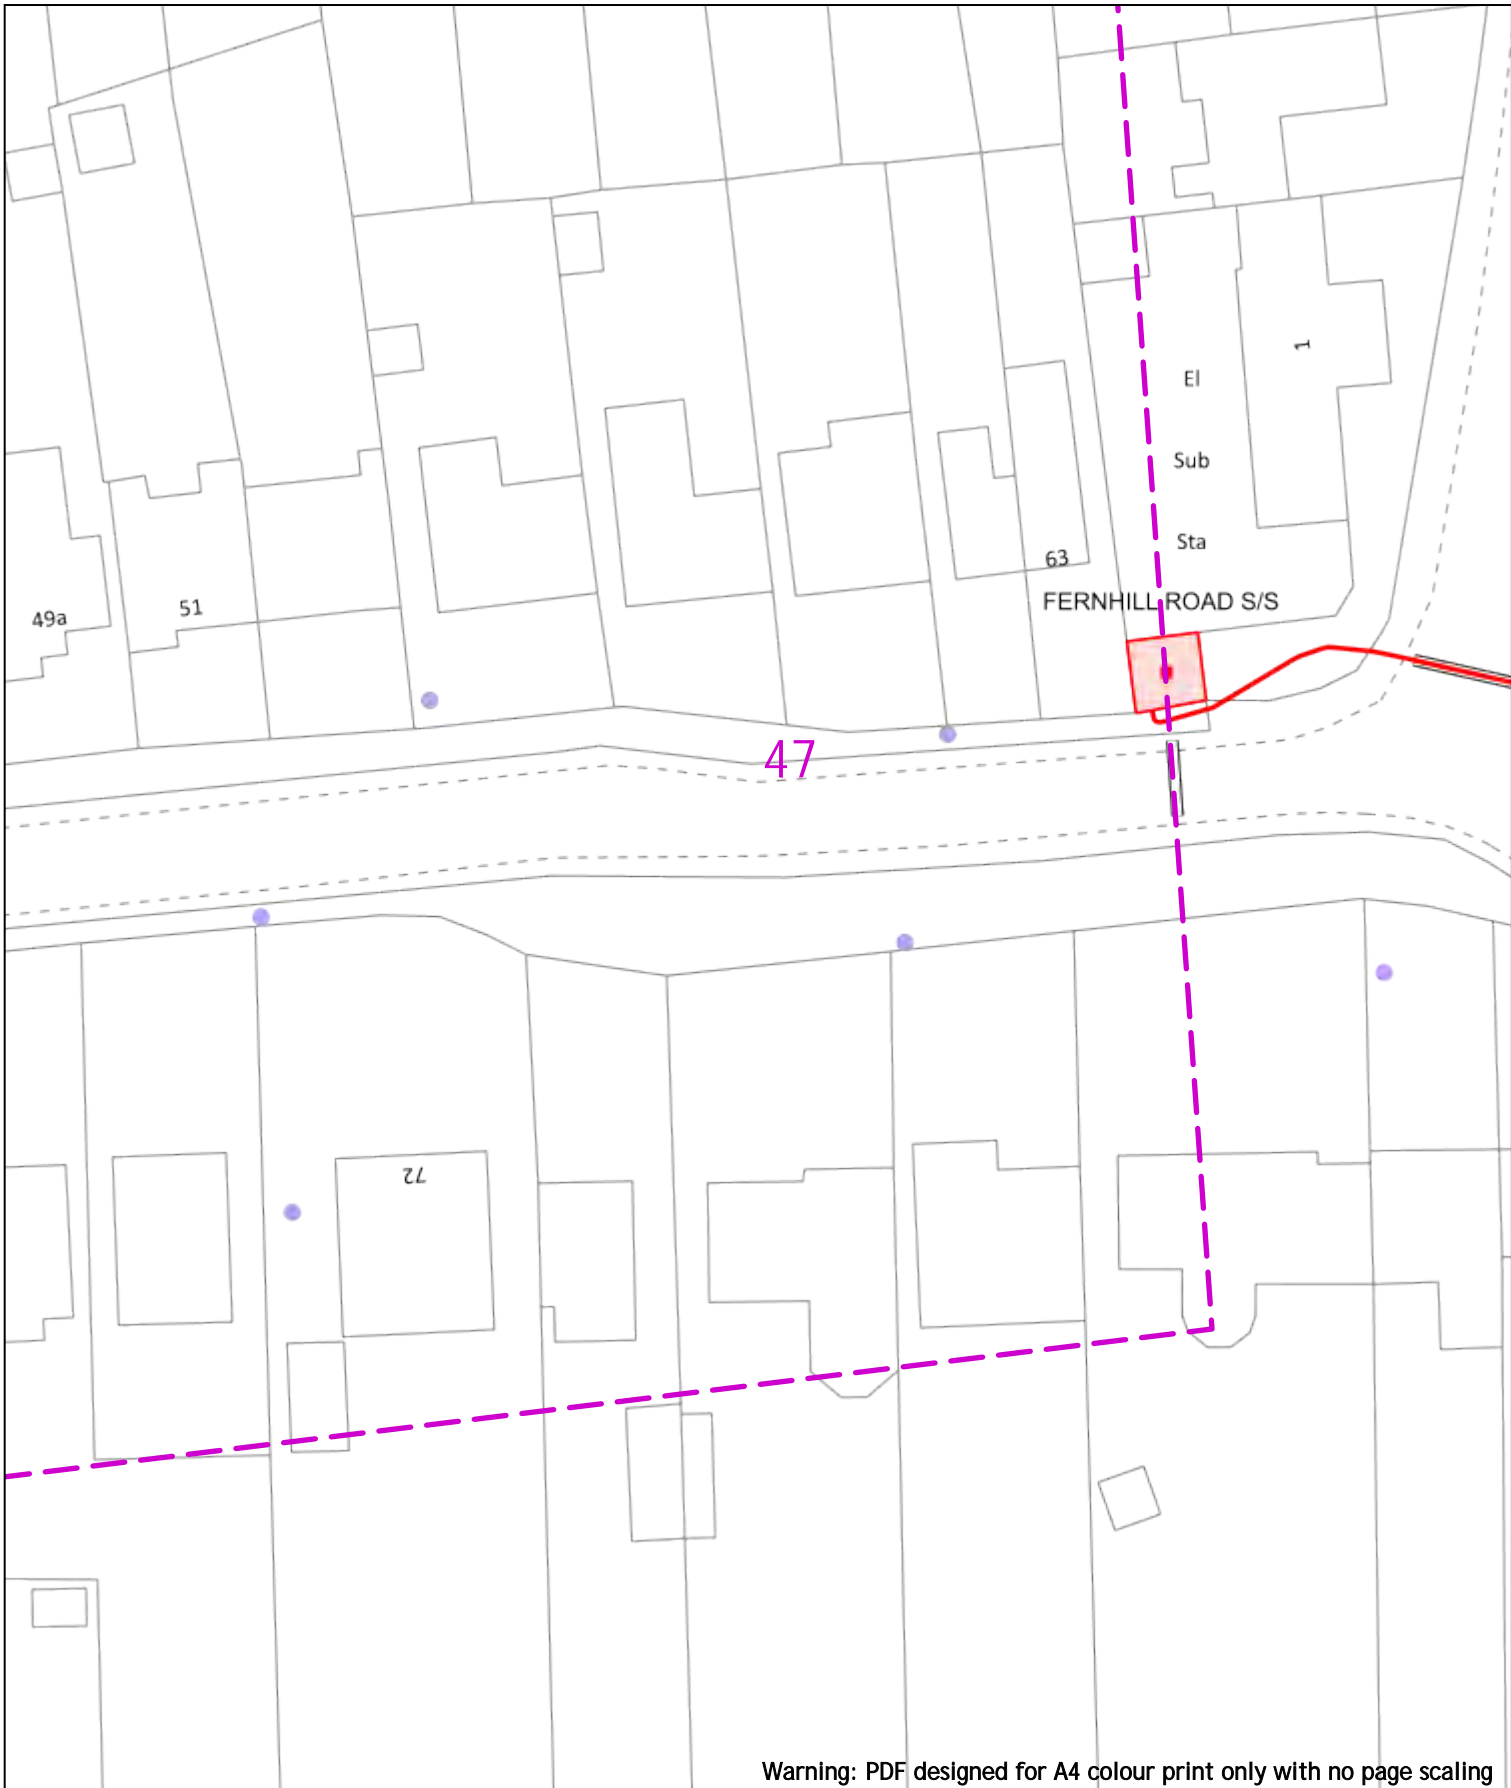 1
El
Sub
Sta
63
FERNHILL ROAD S/S
51
49a
47
72
Warning: PDF designed for A4 colour print only with no page scaling